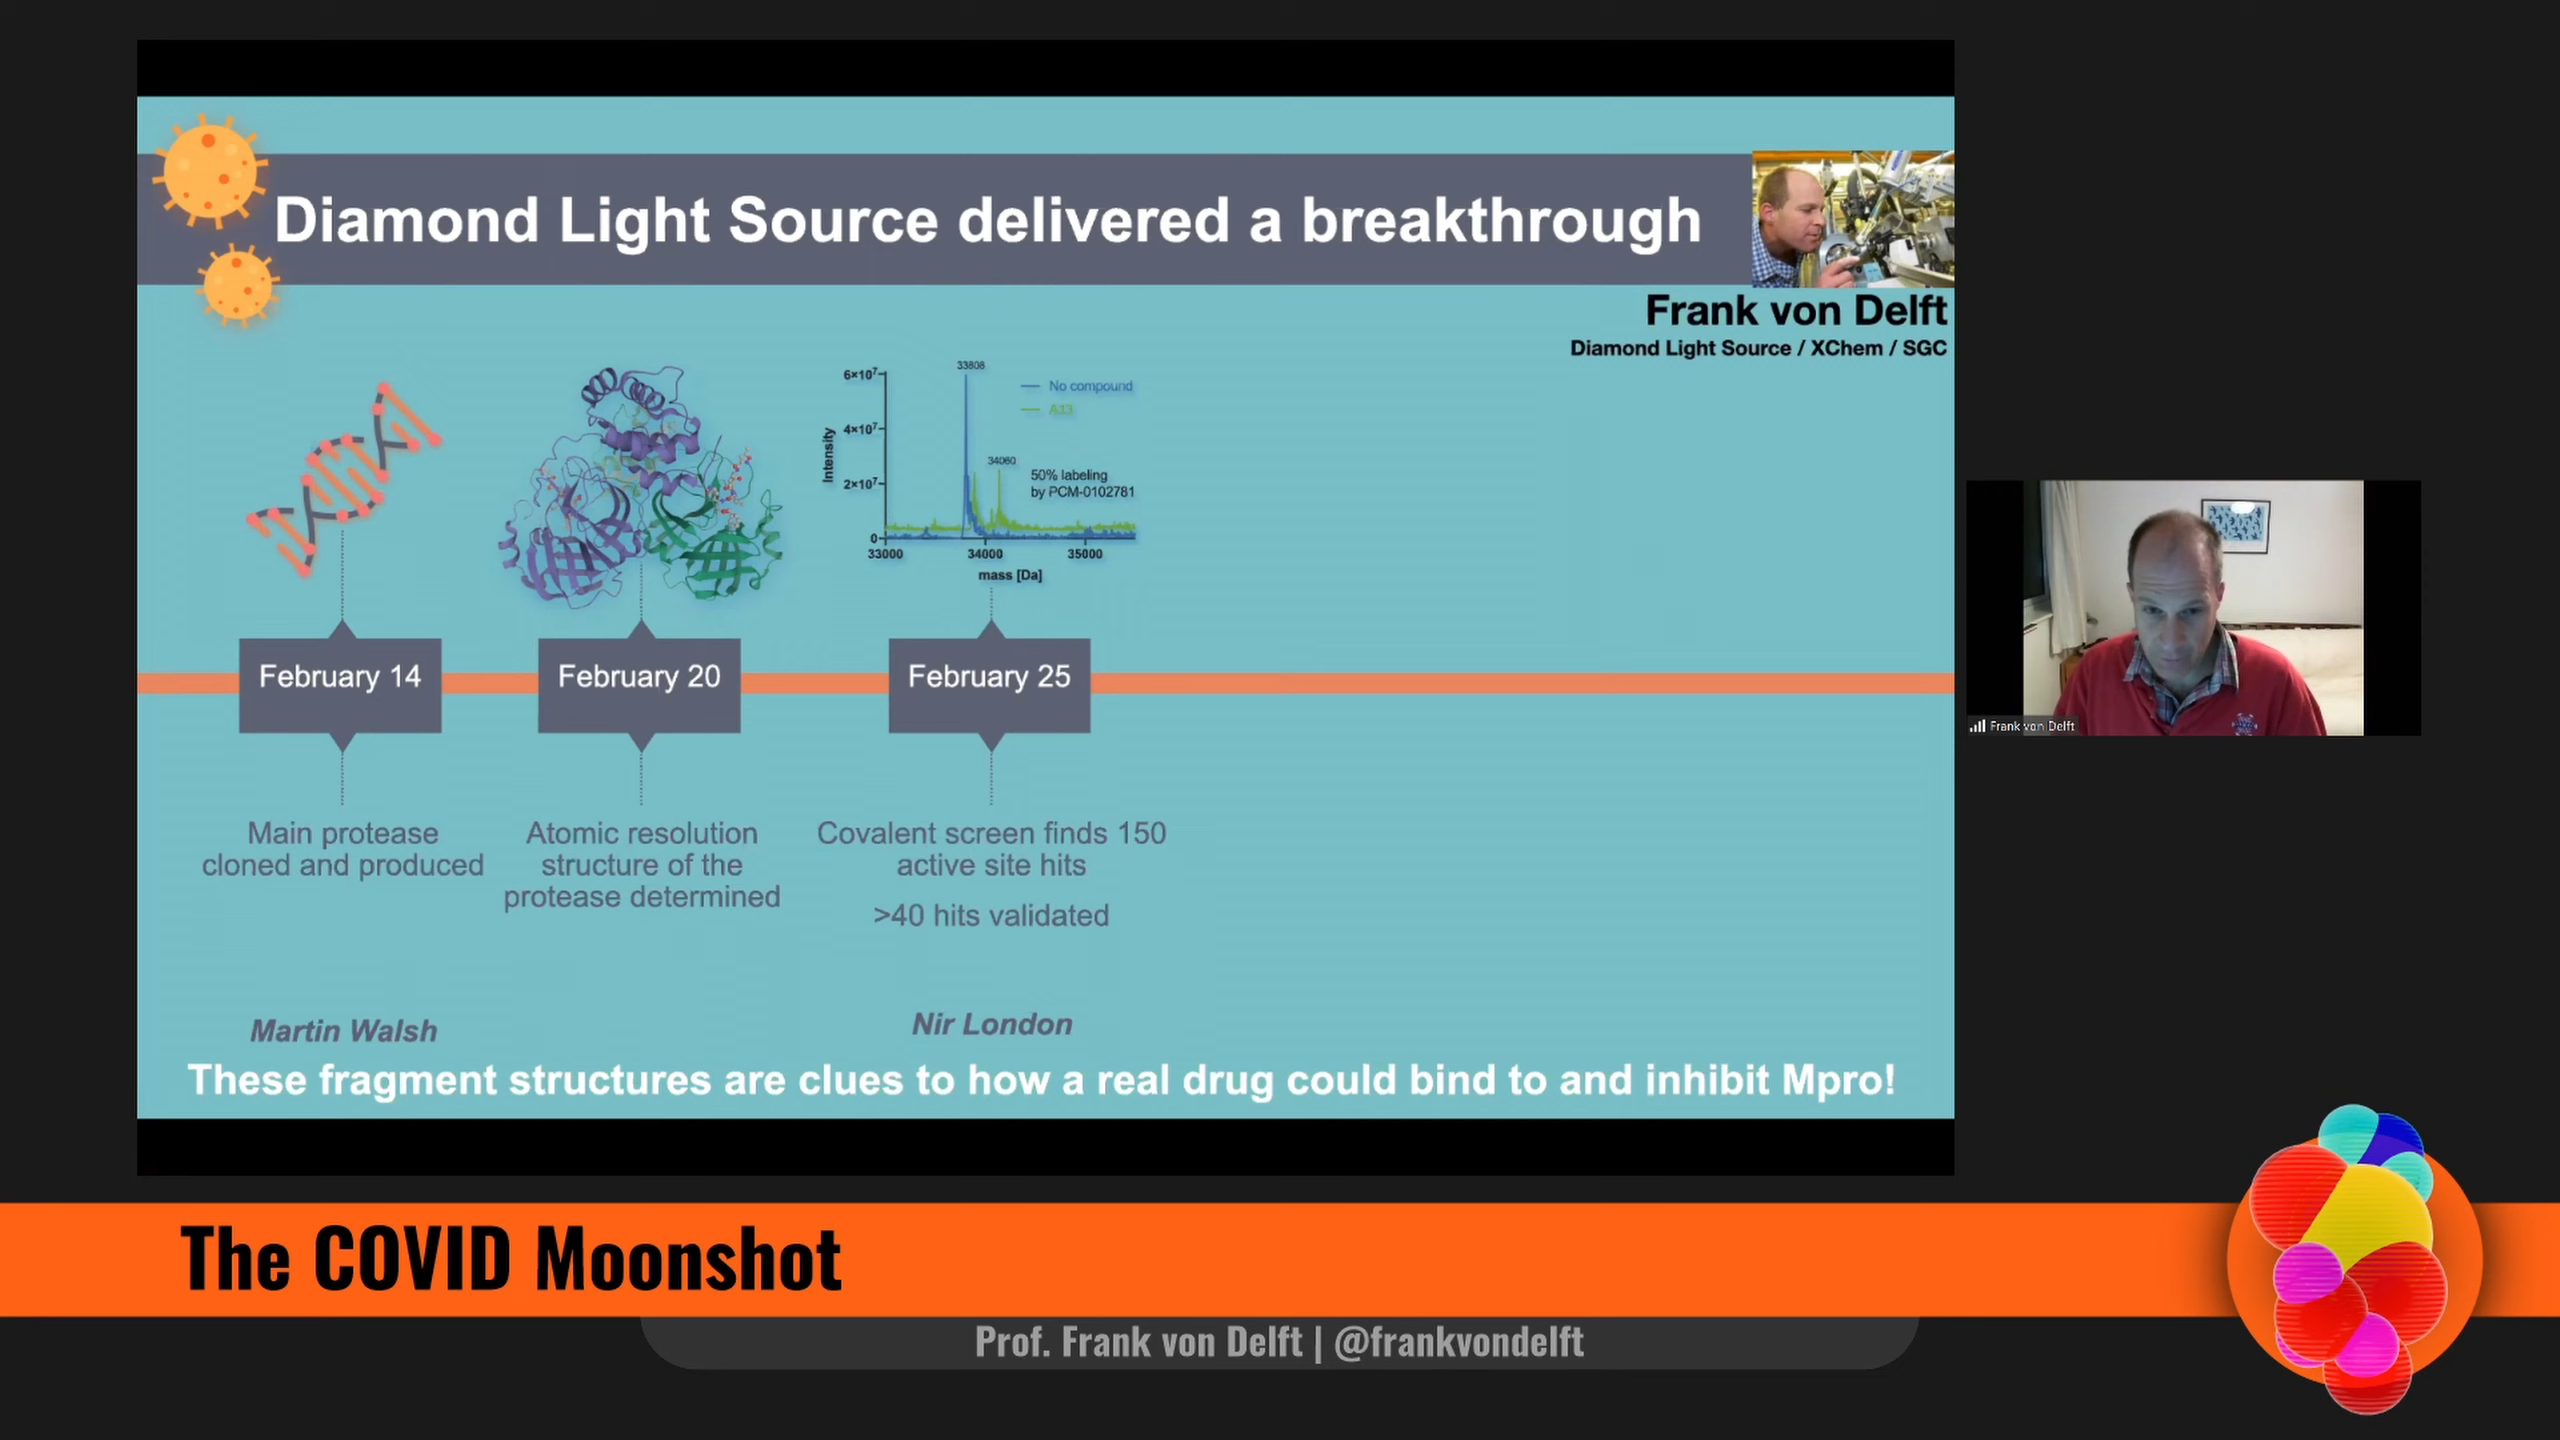 Diamond Light Source delivered a breakthrough
Frank von Delft
Diamond Light Source / XChem / SGC
6×10⁷
4×10⁷
2×10⁷
0
Intensity
33808
34060
No compound
A13
50% labeling
by PCM-0102781
33000 34000 35000
mass [Da]
February 14
February 20
February 25
Main protease
cloned and produced
Atomic resolution
structure of the
protease determined
Covalent screen finds 150
active site hits
>40 hits validated
Martin Walsh
Nir London
These fragment structures are clues to how a real drug could bind to and inhibit Mpro!
Frank von Delft
The COVID Moonshot
Prof. Frank von Delft | @frankvondelft